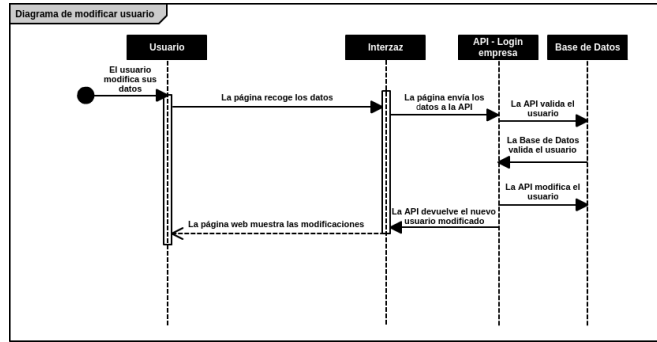 Diagrama de modificar usuario
Usuario
Interzaz
API - Login
empresa
Base de Datos
El usuario
modifica sus
datos
La página recoge los datos
La página envía los
datos a la API
La API valida el
usuario
La Base de Datos
valida el usuario
La API modifica el
usuario
La API devuelve el nuevo
usuario modificado
La página web muestra las modificaciones